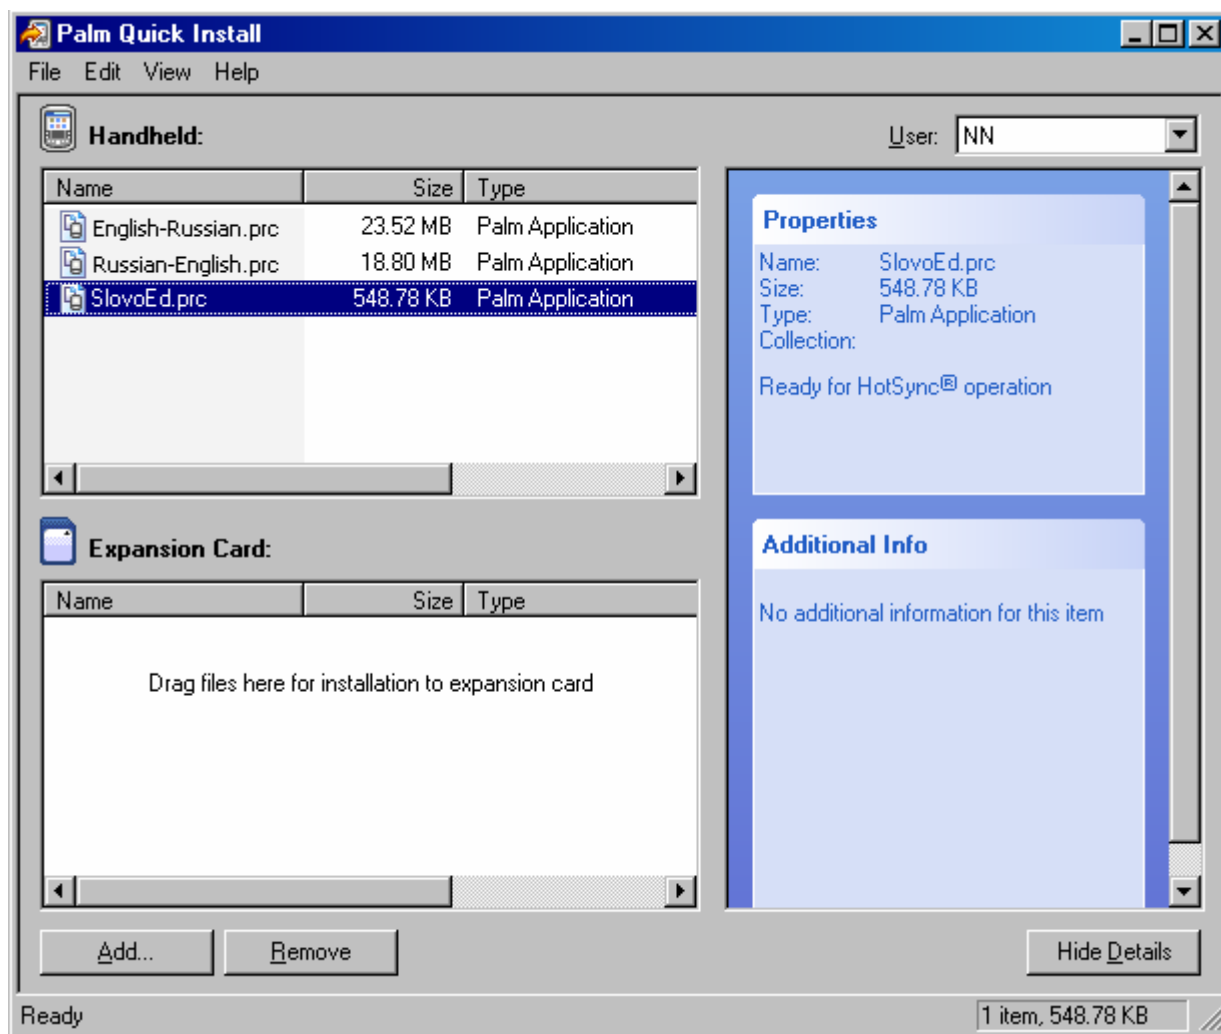 Palm Quick Install
File Edit View Help
Handheld:
User: NN
Name Size Type
English-Russian.prc 23.52 MB Palm Application
Russian-English.prc 18.80 MB Palm Application
SlovoEd.prc 548.78 KB Palm Application
Properties
Name: SlovoEd.prc
Size: 548.78 KB
Type: Palm Application
Collection:
Ready for HotSync® operation
Expansion Card:
Name Size Type
Drag files here for installation to expansion card
Additional Info
No additional information for this item
Add... Remove Hide Details
Ready 1 item, 548.78 KB